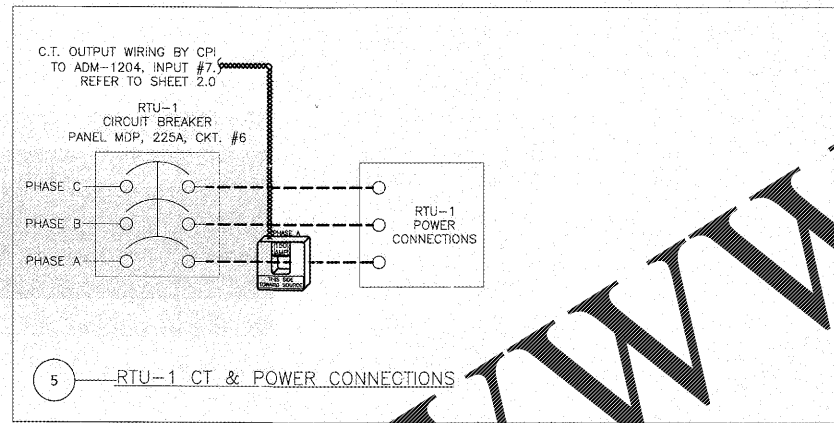 C.T. OUTPUT WIRING BY CPI
TO ADM-1204, INPUT #7.
REFER TO SHEET 2.0
RTU-1
CIRCUIT BREAKER
PANEL MDP, 225A, CKT. #6
PHASE C
PHASE B
PHASE A
PHASE A
AMP
THIS SIDE
TOWARD SOURCE
RTU-1
POWER
CONNECTIONS
5
RTU-1 CT & POWER CONNECTIONS
WW